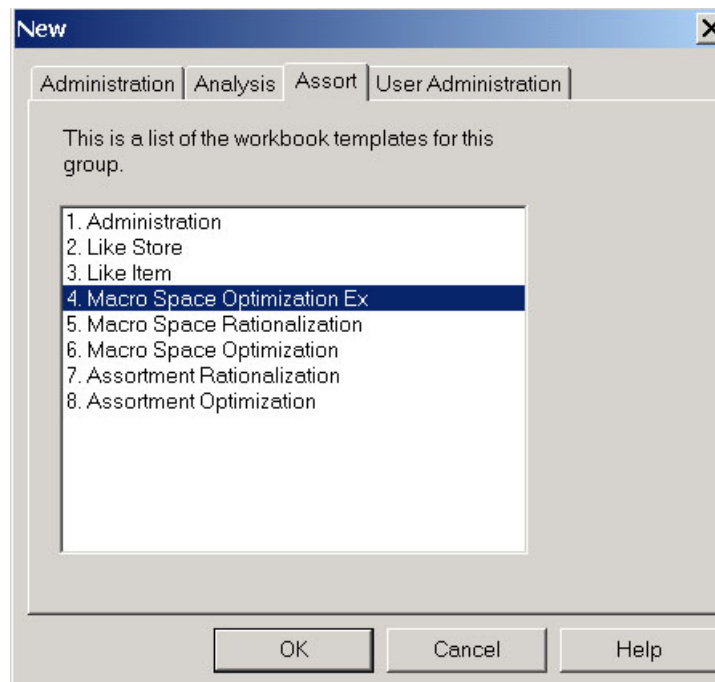 New
Administration Analysis Assort User Administration
This is a list of the workbook templates for this
group.
1. Administration
2. Like Store
3. Like Item
4. Macro Space Optimization Ex
5. Macro Space Rationalization
6. Macro Space Optimization
7. Assortment Rationalization
8. Assortment Optimization
OK Cancel Help